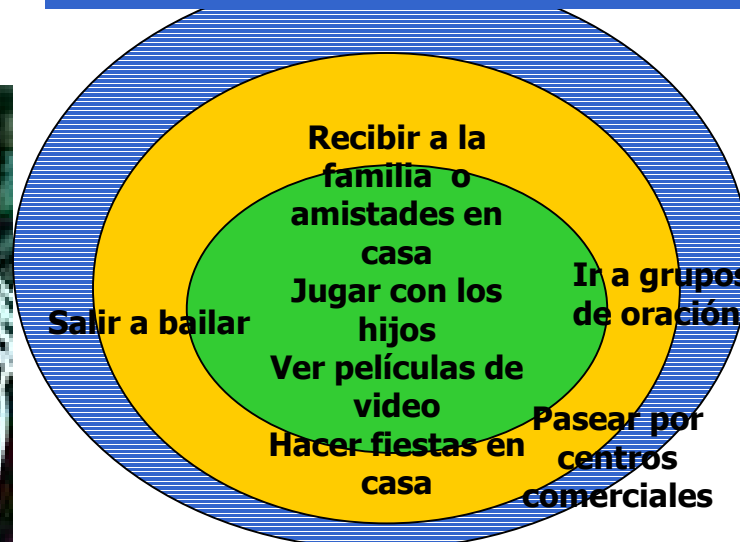 Recibir a la
familia o
amistades en
casa
Jugar con los
hijos
Ver películas de
video
Hacer fiestas en
casa
Salir a bailar
Ir a grupos
de oración
Pasear por
centros
comerciales